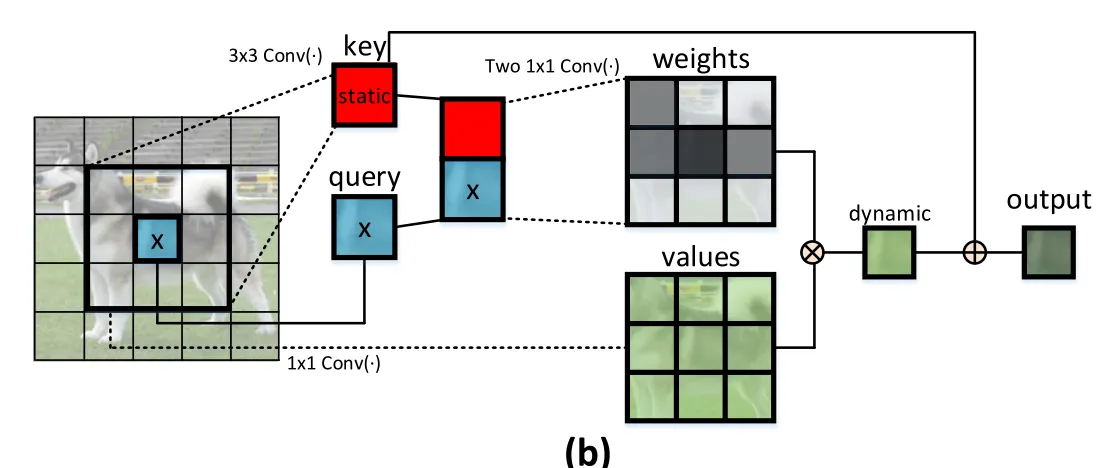 3x3 Conv(·)
key
static
Two 1x1 Conv(·)
weights
query
x
x
x
dynamic
output
values
1x1 Conv(·)
(b)